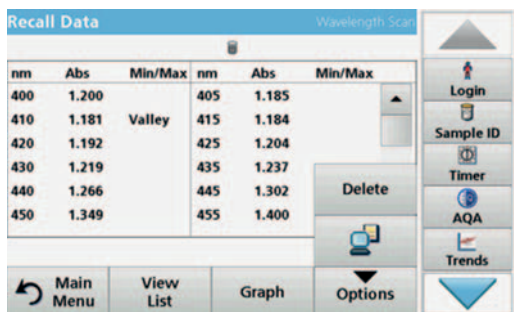 Recall Data Wavelength Scan
nm Abs Min/Max nm Abs Min/Max
400 1.200 405 1.185
410 1.181 Valley 415 1.184
420 1.192 425 1.204
430 1.219 435 1.237
440 1.266 445 1.302
450 1.349 455 1.400
Delete
Main Menu
View List
Graph
Options
Login
Sample ID
Timer
AQA
Trends